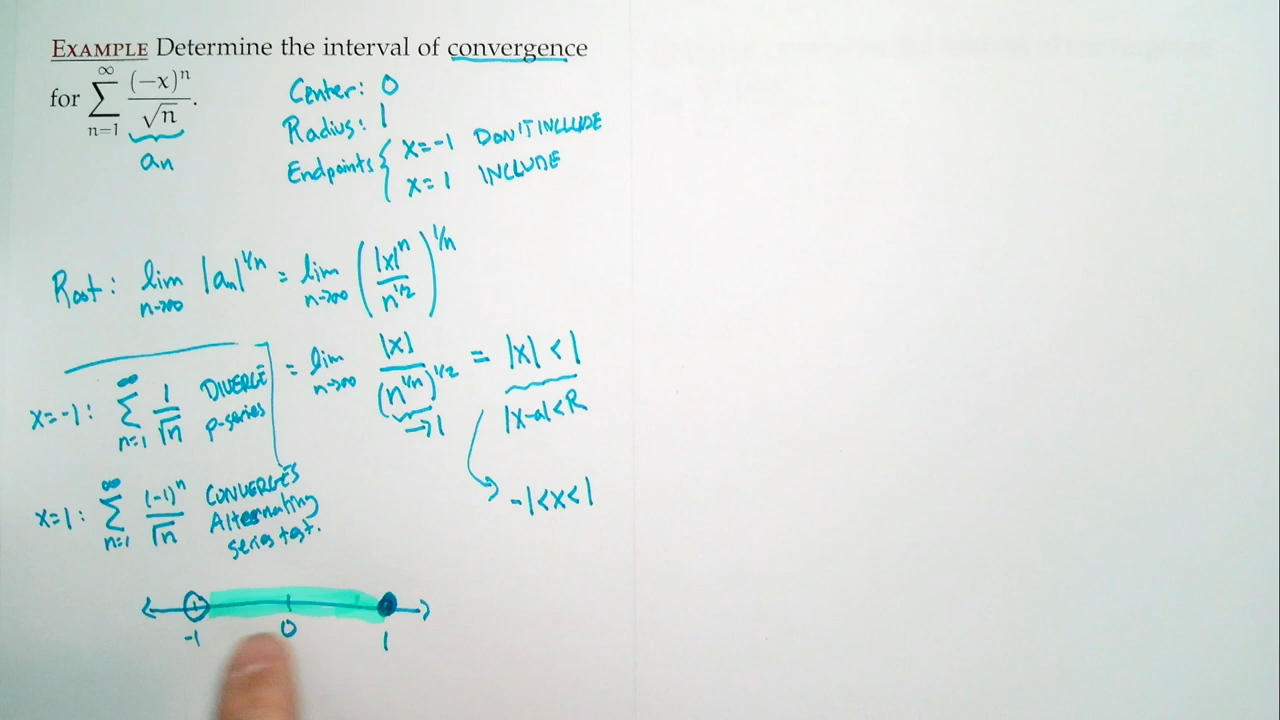 EXAMPLE Determine the interval of convergence
for ∑_{n=1}^{∞} (-x)^n / √n .
a_n
Center: 0
Radius: 1
Endpoints { x=-1 DON'T INCLUDE
x=1 INCLUDE
Root: lim_{n→∞} |a_n|^{1/n} = lim_{n→∞} ( |x|^n / n^{1/2} )^{1/n}
= lim_{n→∞} |x| / (n^{1/n})^{1/2} = |x| < 1
→1
|x-a|<R
-1<x<1
x=-1: ∑_{n=1}^{∞} 1/√n DIVERGE
p-series
x=1: ∑_{n=1}^{∞} (-1)^n / √n CONVERGES
Alternating
series test.
-1 0 1